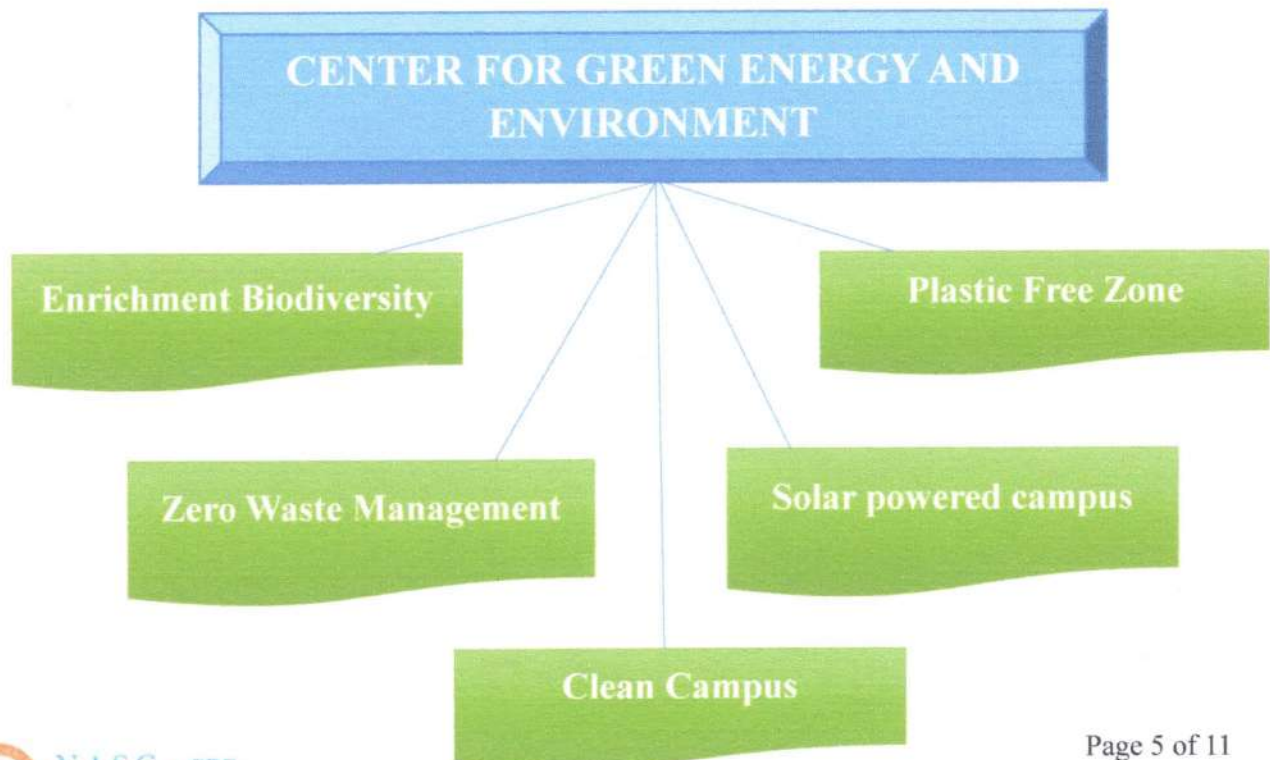 CENTER FOR GREEN ENERGY AND
ENVIRONMENT
Enrichment Biodiversity
Plastic Free Zone
Zero Waste Management
Solar powered campus
Clean Campus
Page 5 of 11